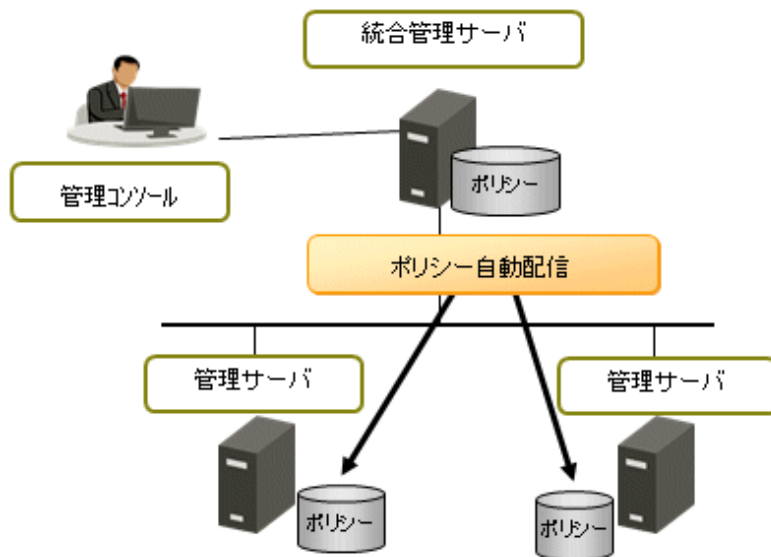 統合管理サーバ
管理コンソール
ポリシー
ポリシー自動配信
管理サーバ
管理サーバ
ポリシー
ポリシー